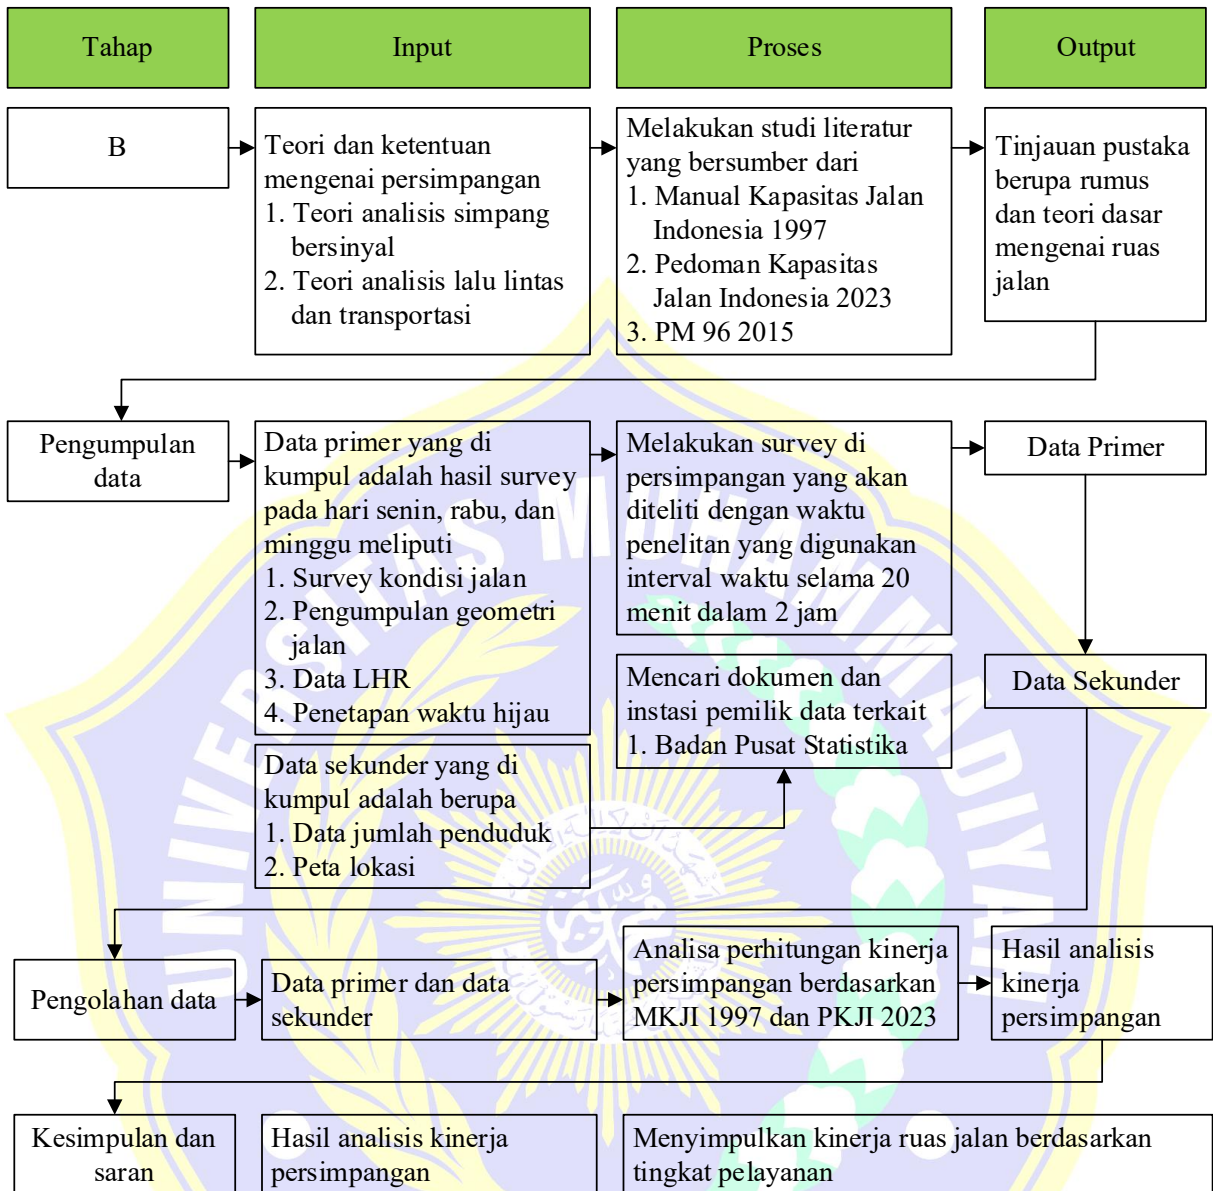 Tahap
Input
Proses
Output
B
Teori dan ketentuan
mengenai persimpangan
1. Teori analisis simpang
bersinyal
2. Teori analisis lalu lintas
dan transportasi
Melakukan studi literatur
yang bersumber dari
1. Manual Kapasitas Jalan
Indonesia 1997
2. Pedoman Kapasitas
Jalan Indonesia 2023
3. PM 96 2015
Tinjauan pustaka
berupa rumus
dan teori dasar
mengenai ruas
jalan
Pengumpulan
data
Data primer yang di
kumpul adalah hasil survey
pada hari senin, rabu, dan
minggu meliputi
1. Survey kondisi jalan
2. Pengumpulan geometri
jalan
3. Data LHR
4. Penetapan waktu hijau
Melakukan survey di
persimpangan yang akan
diteliti dengan waktu
penelitan yang digunakan
interval waktu selama 20
menit dalam 2 jam
Data Primer
Data sekunder yang di
kumpul adalah berupa
1. Data jumlah penduduk
2. Peta lokasi
Mencari dokumen dan
instasi pemilik data terkait
1. Badan Pusat Statistika
Data Sekunder
Pengolahan data
Data primer dan data
sekunder
Analisa perhitungan kinerja
persimpangan berdasarkan
MKJI 1997 dan PKJI 2023
Hasil analisis
kinerja
persimpangan
Kesimpulan dan
saran
Hasil analisis kinerja
persimpangan
Menyimpulkan kinerja ruas jalan berdasarkan
tingkat pelayanan
UNIVERSITAS MUHAMMADIYAH